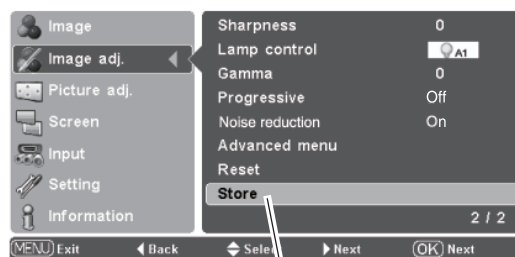 Image
Image adj.
Picture adj.
Screen
Input
Setting
Information
Sharpness 0
Lamp control A1
Gamma 0
Progressive Off
Noise reduction On
Advanced menu
Reset
Store
2 / 2
MENU Exit Back Select Next OK Next